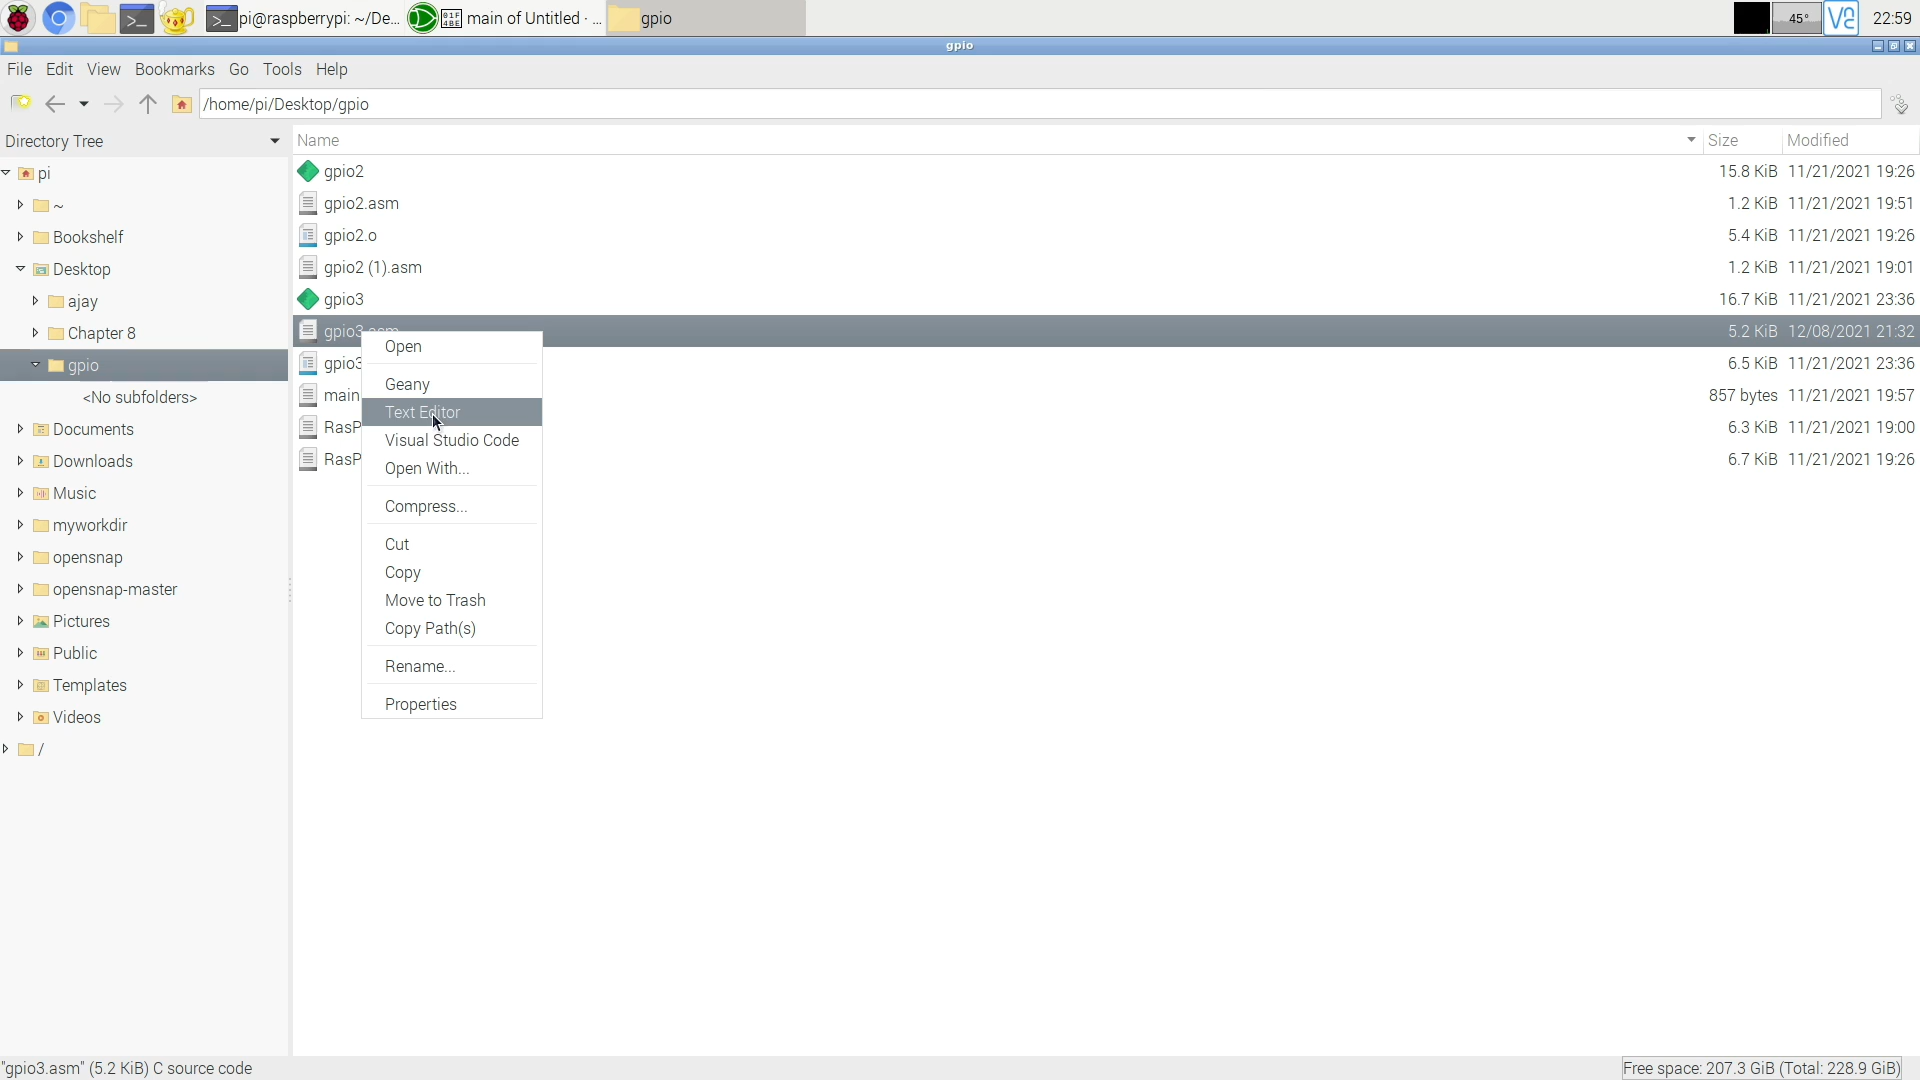 pi@raspberrypi: ~/De...
main of Untitled · ...
gpio
45°
22:59
gpio
File Edit View Bookmarks Go Tools Help
/home/pi/Desktop/gpio
Directory Tree
Name Size Modified
pi
~
Bookshelf
Desktop
ajay
Chapter 8
gpio
<No subfolders>
Documents
Downloads
Music
myworkdir
opensnap
opensnap-master
Pictures
Public
Templates
Videos
/
gpio2 15.8 KiB 11/21/2021 19:26
gpio2.asm 1.2 KiB 11/21/2021 19:51
gpio2.o 5.4 KiB 11/21/2021 19:26
gpio2 (1).asm 1.2 KiB 11/21/2021 19:01
gpio3 16.7 KiB 11/21/2021 23:36
gpio3.asm 5.2 KiB 12/08/2021 21:32
gpio3 6.5 KiB 11/21/2021 23:36
main 857 bytes 11/21/2021 19:57
RasP 6.3 KiB 11/21/2021 19:00
RasP 6.7 KiB 11/21/2021 19:26
Open
Geany
Text Editor
Visual Studio Code
Open With...
Compress...
Cut
Copy
Move to Trash
Copy Path(s)
Rename...
Properties
"gpio3.asm" (5.2 KiB) C source code
Free space: 207.3 GiB (Total: 228.9 GiB)